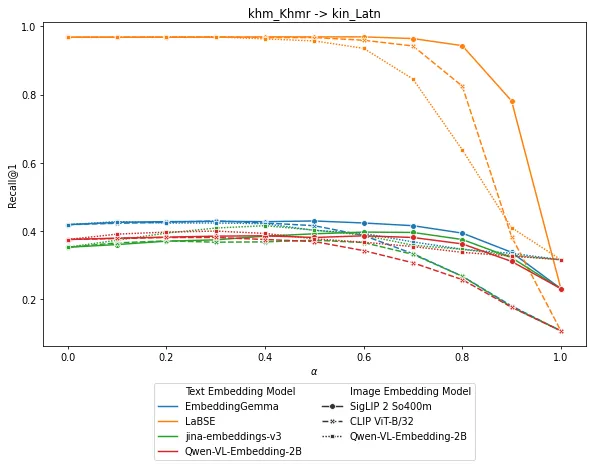 khm_Khmr -> kin_Latn
1.0
0.8
0.6
0.4
0.2
Recall@1
0.0 0.2 0.4 0.6 0.8 1.0
α
Text Embedding Model Image Embedding Model
EmbeddingGemma SigLIP 2 So400m
LaBSE CLIP ViT-B/32
jina-embeddings-v3 Qwen-VL-Embedding-2B
Qwen-VL-Embedding-2B